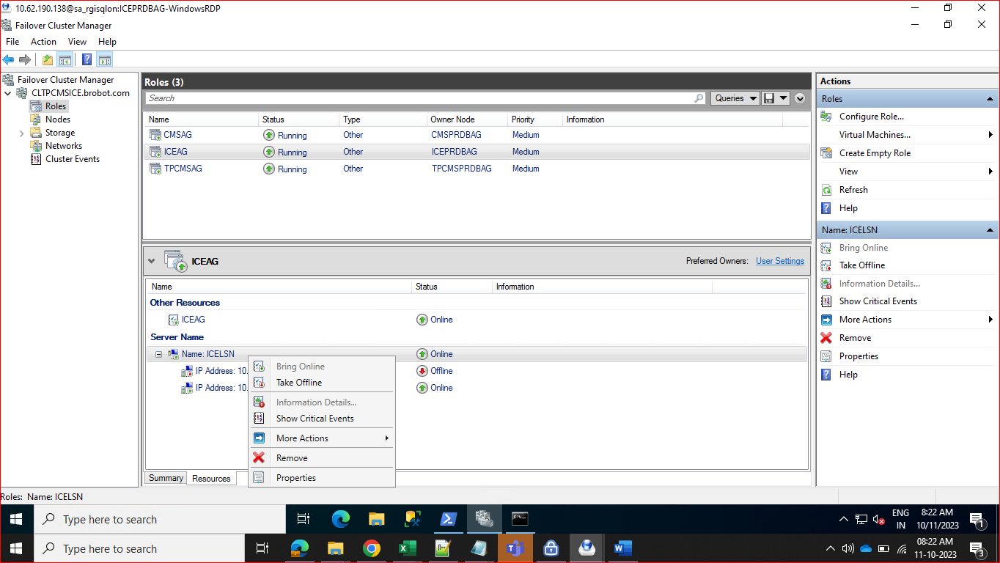 10.62.190.138@sa_rgisqlon:ICEPRDBAG-WindowsRDP
Failover Cluster Manager
File Action View Help
Failover Cluster Manager
CLTPCMSICE.brobot.com
Roles
Nodes
Storage
Networks
Cluster Events
Roles (3)
Search
Queries
Name Status Type Owner Node Priority Information
CMSAG Running Other CMSPRDBAG Medium
ICEAG Running Other ICEPRDBAG Medium
TPCMSAG Running Other TPCMSPRDBAG Medium
ICEAG
Preferred Owners: User Settings
Name Status Information
Other Resources
ICEAG Online
Server Name
Name: ICELSN Online
IP Address: 10. Offline
IP Address: 10. Online
Bring Online
Take Offline
Information Details...
Show Critical Events
More Actions
Remove
Properties
Summary Resources
Actions
Roles
Configure Role...
Virtual Machines...
Create Empty Role
View
Refresh
Help
Name: ICELSN
Bring Online
Take Offline
Information Details...
Show Critical Events
More Actions
Remove
Properties
Help
Roles: Name: ICELSN
Type here to search
ENG
IN
8:22 AM
10/11/2023
1
Type here to search
08:22 AM
11-10-2023
3